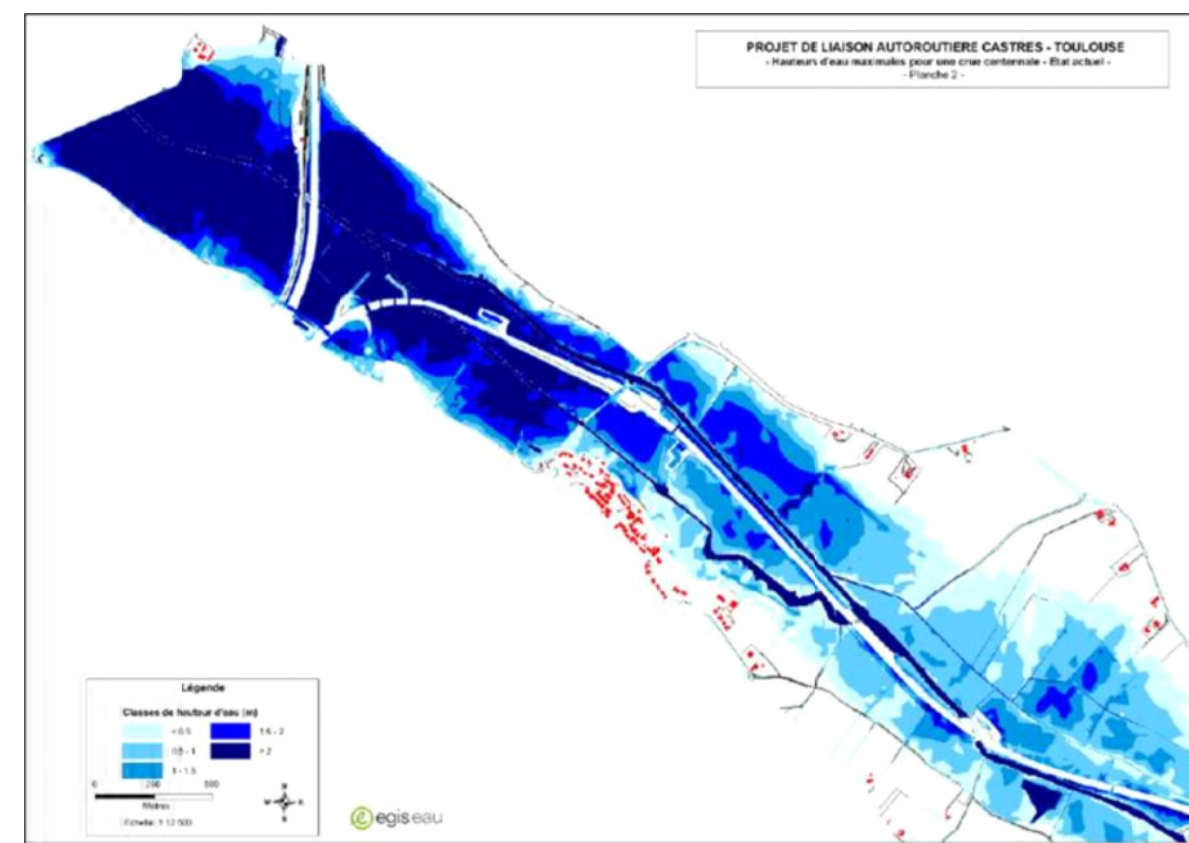 PROJET DE LIAISON AUTOROUTIERE CASTRES - TOULOUSE
- Hauteurs d'eau maximales pour une crue centennale - Etat actuel -
- Planche 2 -
Légende
Classes de hauteur d'eau (m)
< 0.5
0.5 - 1
1 - 1.5
1.5 - 2
> 2
0
Mètres
N
W
E
S
egis eau